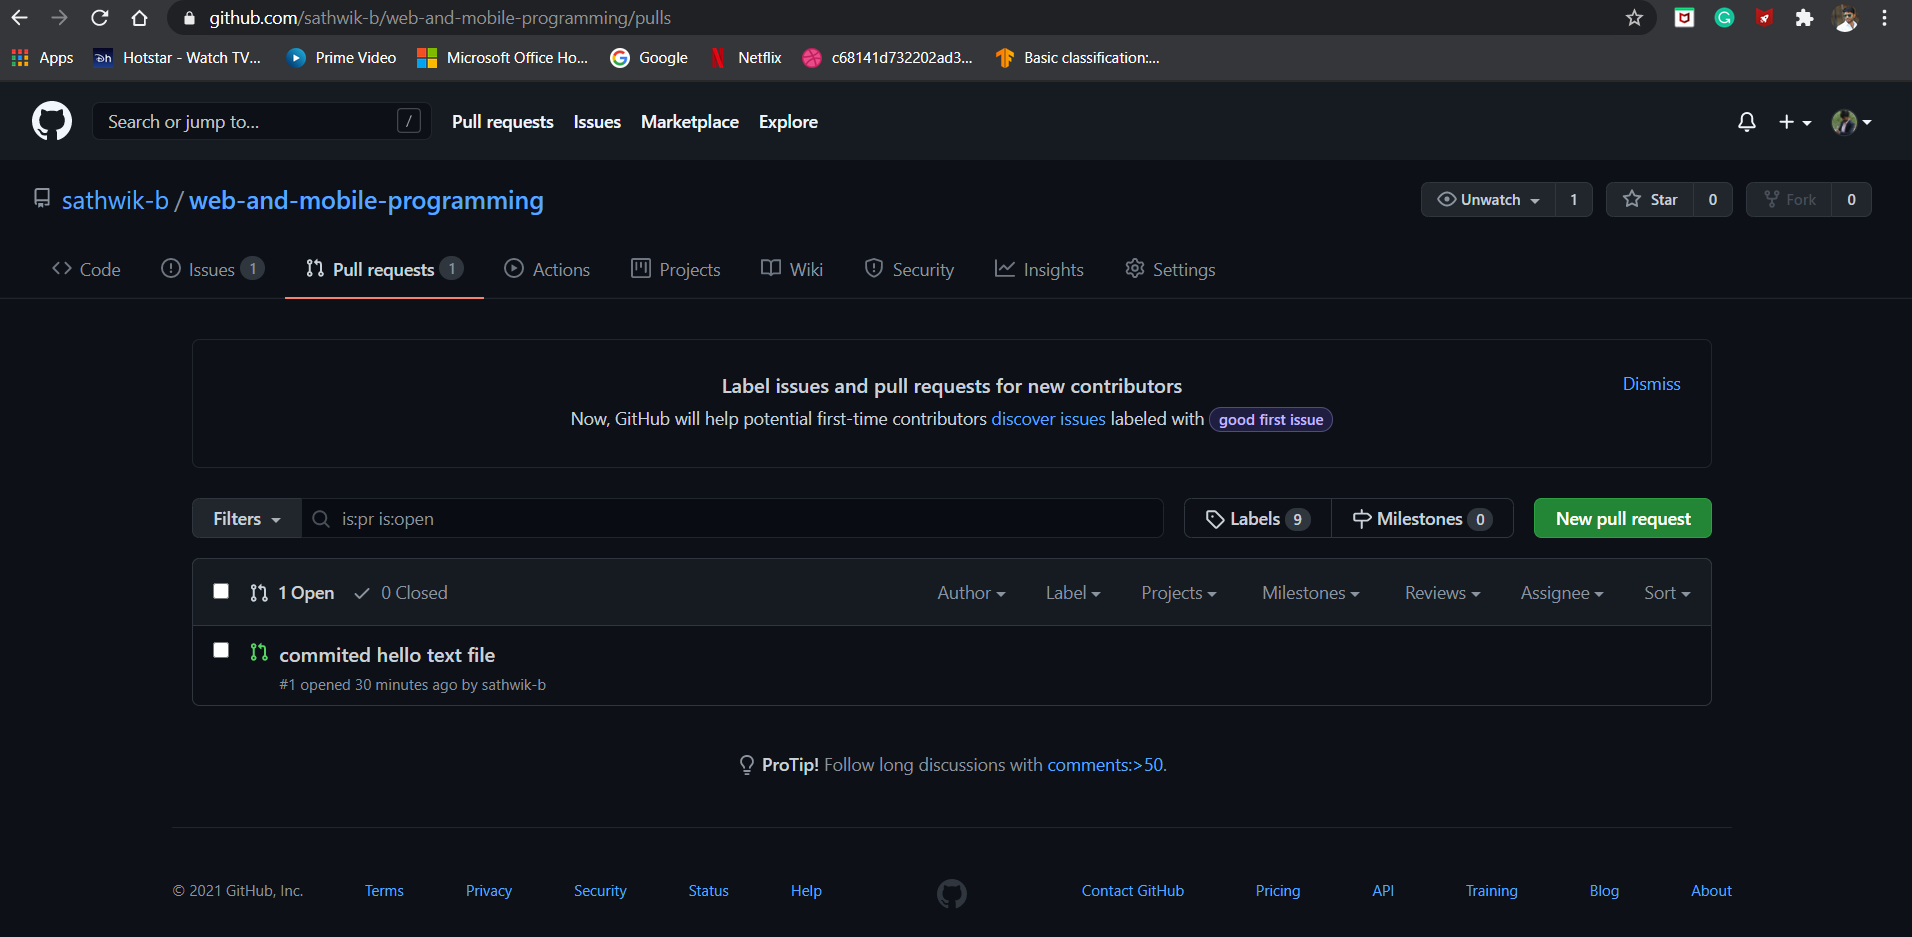 github.com/sathwik-b/web-and-mobile-programming/pulls
Apps Hotstar - Watch TV... Prime Video Microsoft Office Ho... Google Netflix c68141d732202ad3... Basic classification:...
Search or jump to... / Pull requests Issues Marketplace Explore
sathwik-b / web-and-mobile-programming Unwatch 1 Star 0 Fork 0
Code Issues 1 Pull requests 1 Actions Projects Wiki Security Insights Settings
Label issues and pull requests for new contributors Dismiss
Now, GitHub will help potential first-time contributors discover issues labeled with good first issue
Filters is:pr is:open Labels 9 Milestones 0 New pull request
1 Open 0 Closed Author Label Projects Milestones Reviews Assignee Sort
commited hello text file
#1 opened 30 minutes ago by sathwik-b
ProTip! Follow long discussions with comments:>50.
© 2021 GitHub, Inc. Terms Privacy Security Status Help Contact GitHub Pricing API Training Blog About